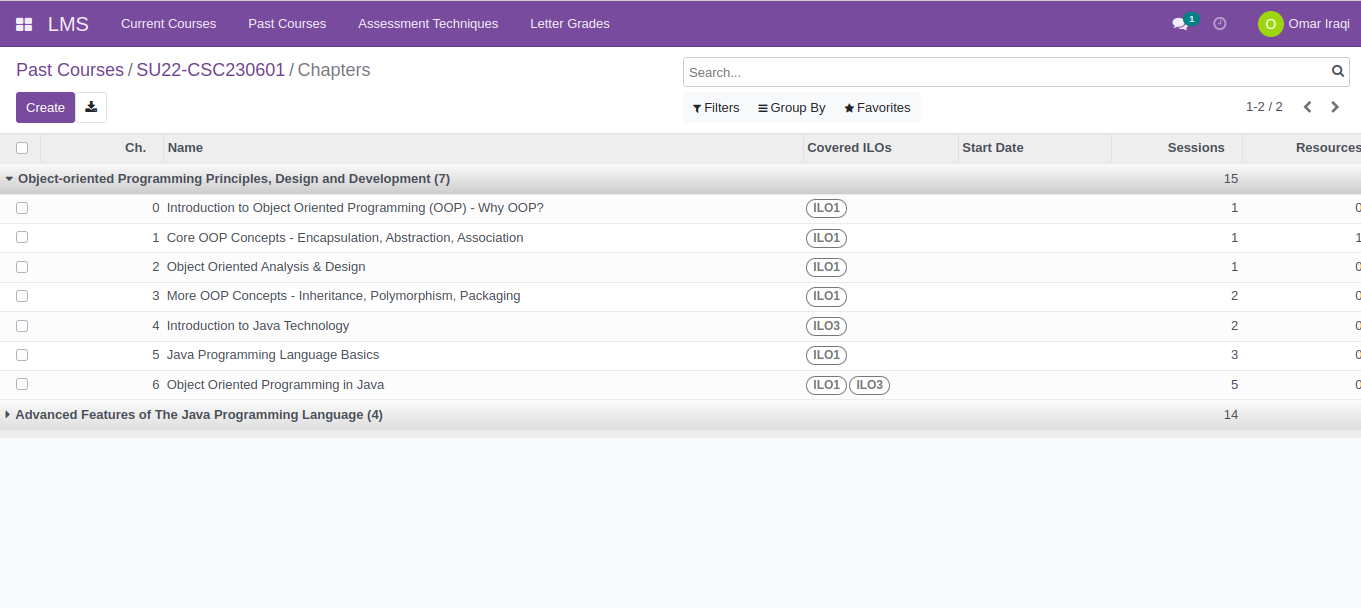 LMS Current Courses Past Courses Assessment Techniques Letter Grades 1 O Omar Iraqi
Past Courses / SU22-CSC230601 / Chapters
Search...
Create
Filters Group By Favorites 1-2 / 2
Ch. Name Covered ILOs Start Date Sessions Resources
Object-oriented Programming Principles, Design and Development (7) 15
0 Introduction to Object Oriented Programming (OOP) - Why OOP? ILO1 1 0
1 Core OOP Concepts - Encapsulation, Abstraction, Association ILO1 1 1
2 Object Oriented Analysis & Design ILO1 1 0
3 More OOP Concepts - Inheritance, Polymorphism, Packaging ILO1 2 0
4 Introduction to Java Technology ILO3 2 0
5 Java Programming Language Basics ILO1 3 0
6 Object Oriented Programming in Java ILO1 ILO3 5 0
Advanced Features of The Java Programming Language (4) 14